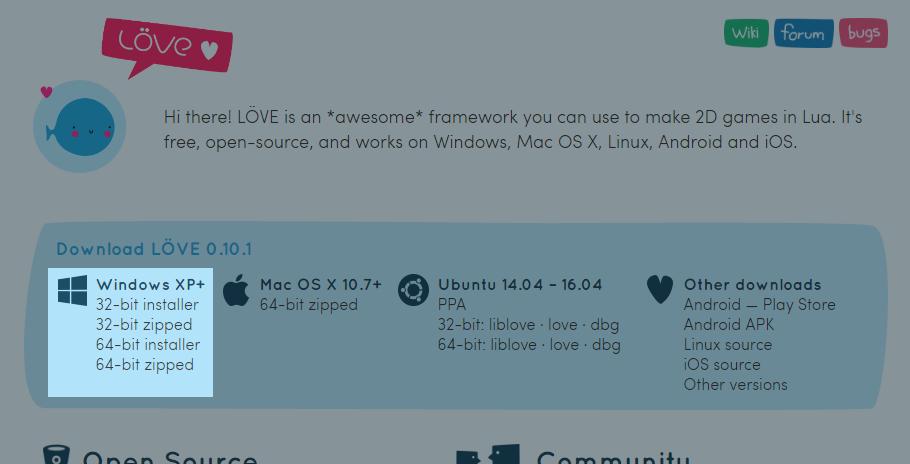 LÖVE
Wiki forum bugs
Hi there! LÖVE is an *awesome* framework you can use to make 2D games in Lua. It's
free, open-source, and works on Windows, Mac OS X, Linux, Android and iOS.
Download LÖVE 0.10.1
Windows XP+
32-bit installer
32-bit zipped
64-bit installer
64-bit zipped
Mac OS X 10.7+
64-bit zipped
Ubuntu 14.04 - 16.04
PPA
32-bit: liblove · love · dbg
64-bit: liblove · love · dbg
Other downloads
Android — Play Store
Android APK
Linux source
iOS source
Other versions
Open Source
Community